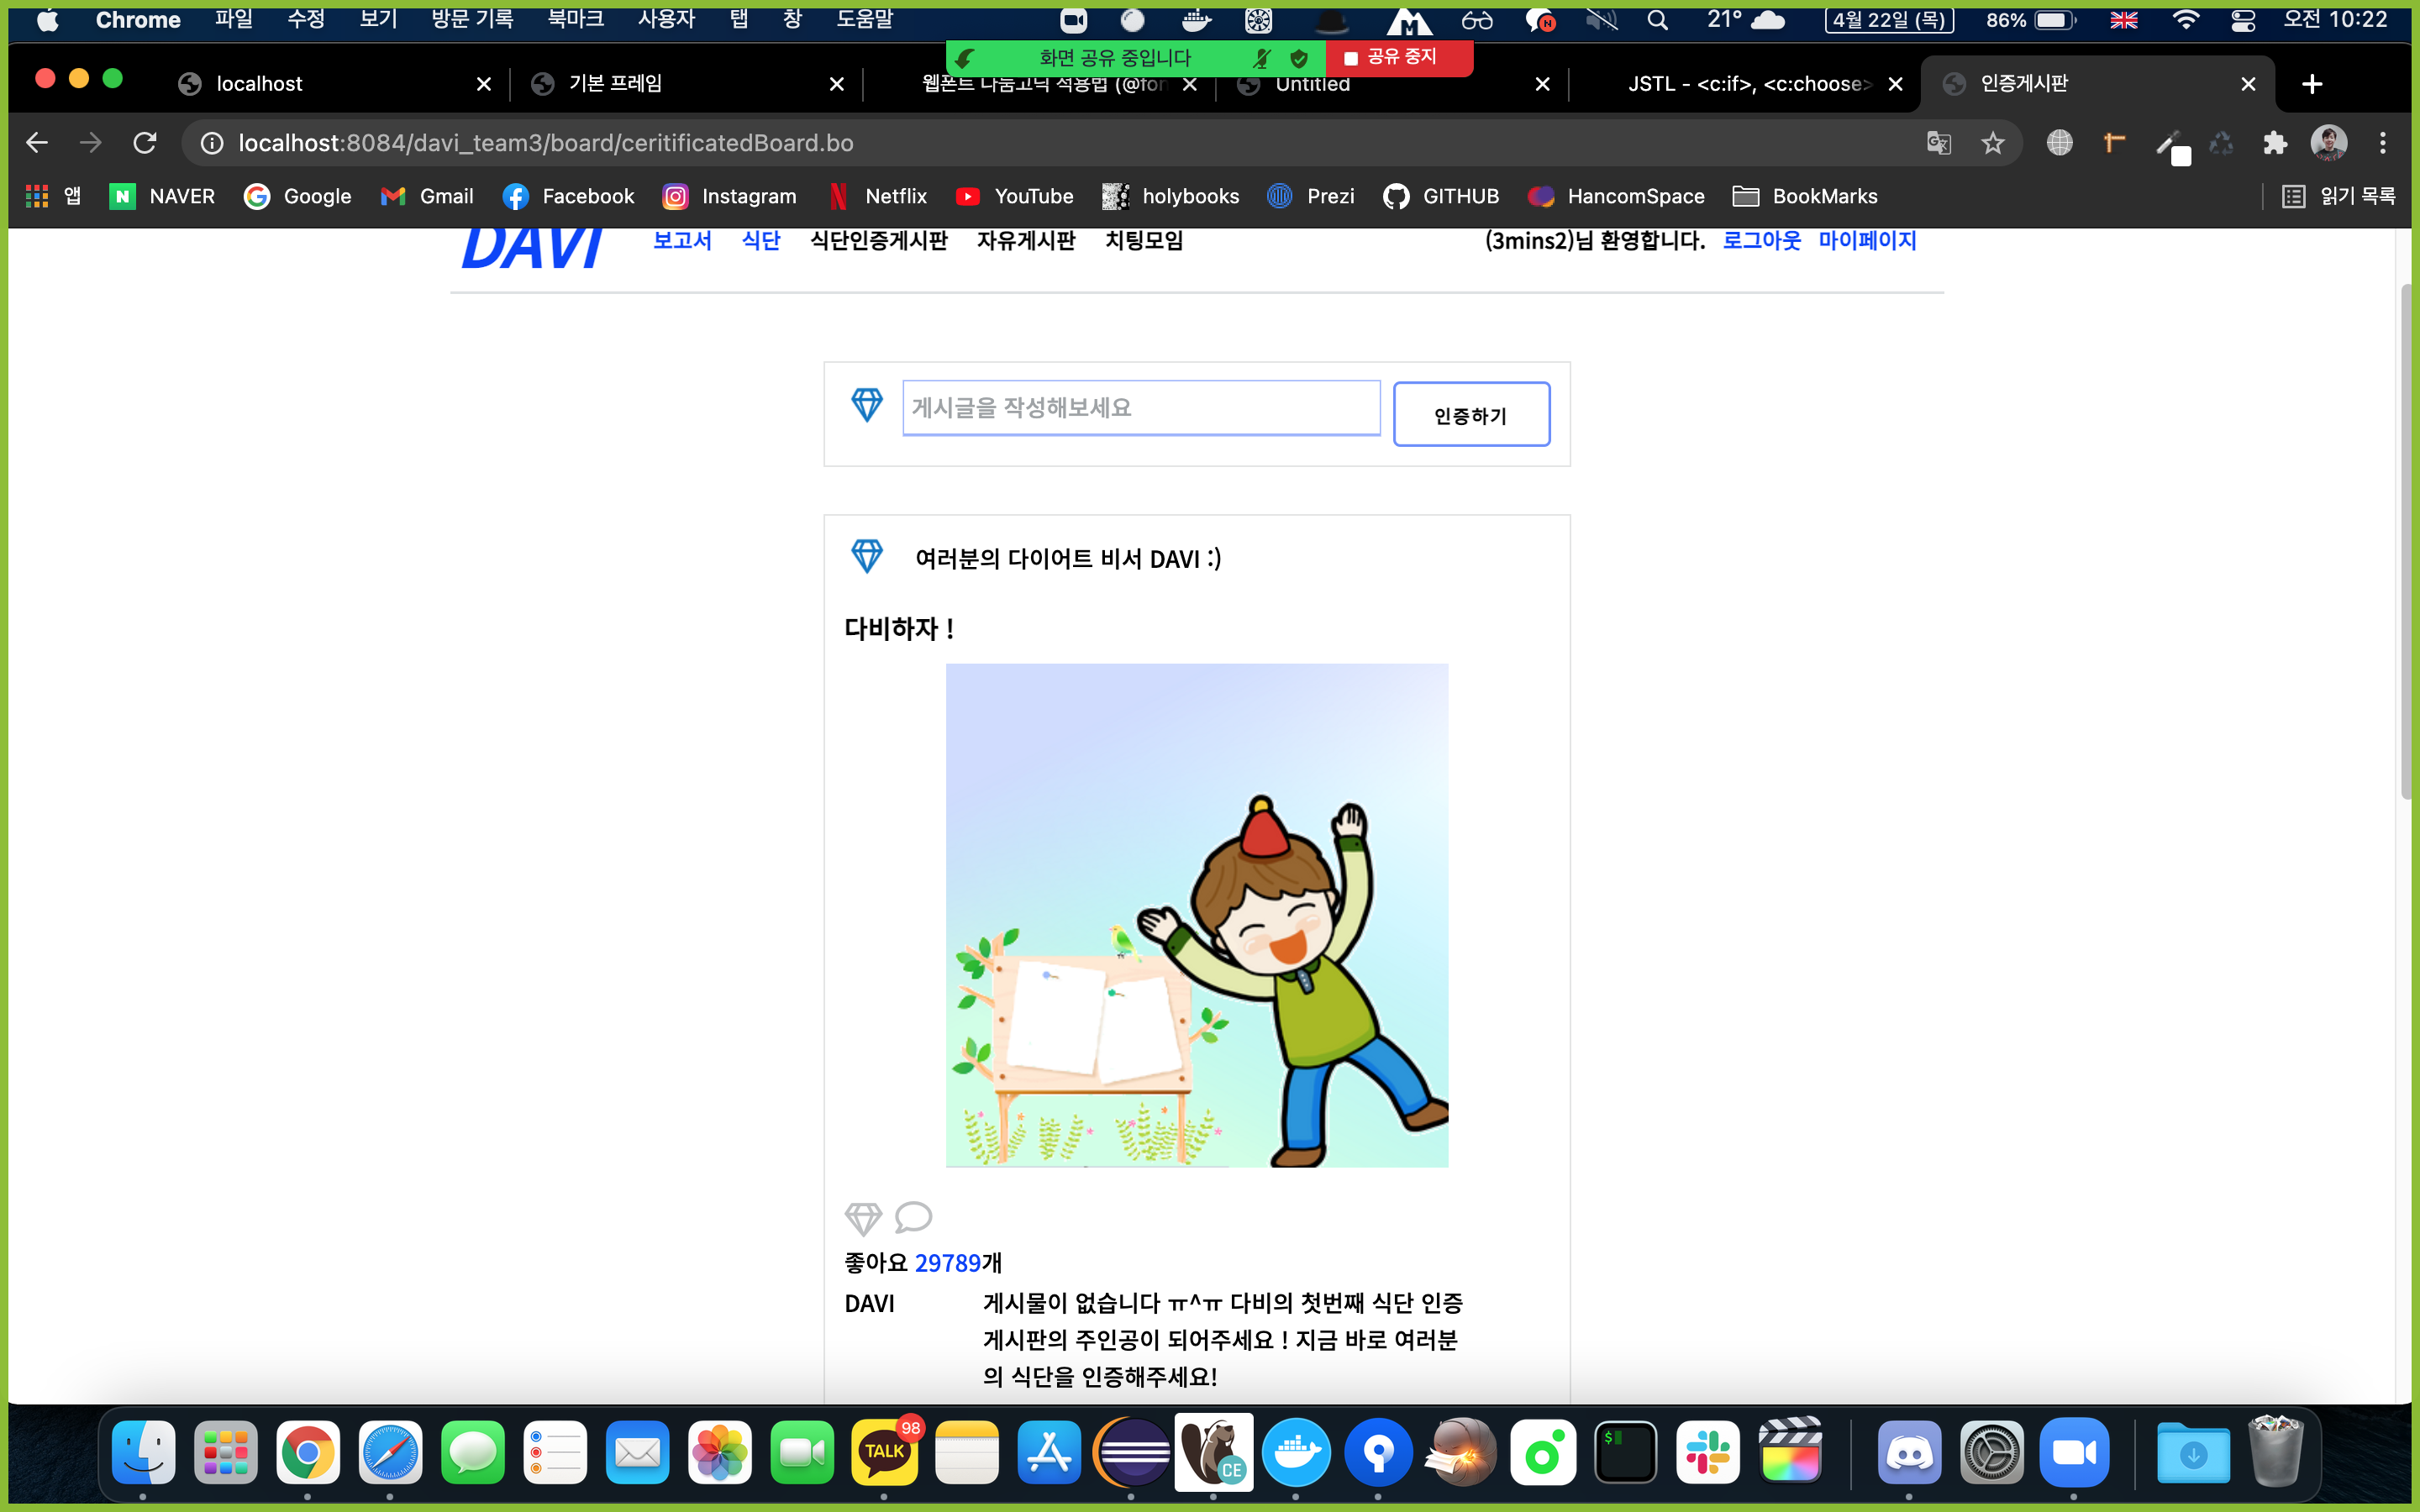 Chrome 파일 수정 보기 방문 기록 북마크 사용자 탭 창 도움말 N 21° 4월 22일 (목) 86% 오전 10:22
화면 공유 중입니다 공유 중지
localhost 기본 프레임 웹폰트 나눔고딕 적용법 (@fon Untitled JSTL - <c:if>, <c:choose> 인증게시판
localhost:8084/davi_team3/board/ceritificatedBoard.bo
앱 N NAVER Google Gmail Facebook Instagram Netflix YouTube holybooks Prezi GITHUB HancomSpace BookMarks 읽기 목록
DAVI 보고서 식단 식단인증게시판 자유게시판 치팅모임 (3mins2)님 환영합니다. 로그아웃 마이페이지
게시글을 작성해보세요 인증하기
여러분의 다이어트 비서 DAVI :)
다비하자 !
좋아요 29789개
DAVI 게시물이 없습니다 ㅠ^ㅠ 다비의 첫번째 식단 인증
게시판의 주인공이 되어주세요 ! 지금 바로 여러분
의 식단을 인증해주세요!
98
TALK
CE
$